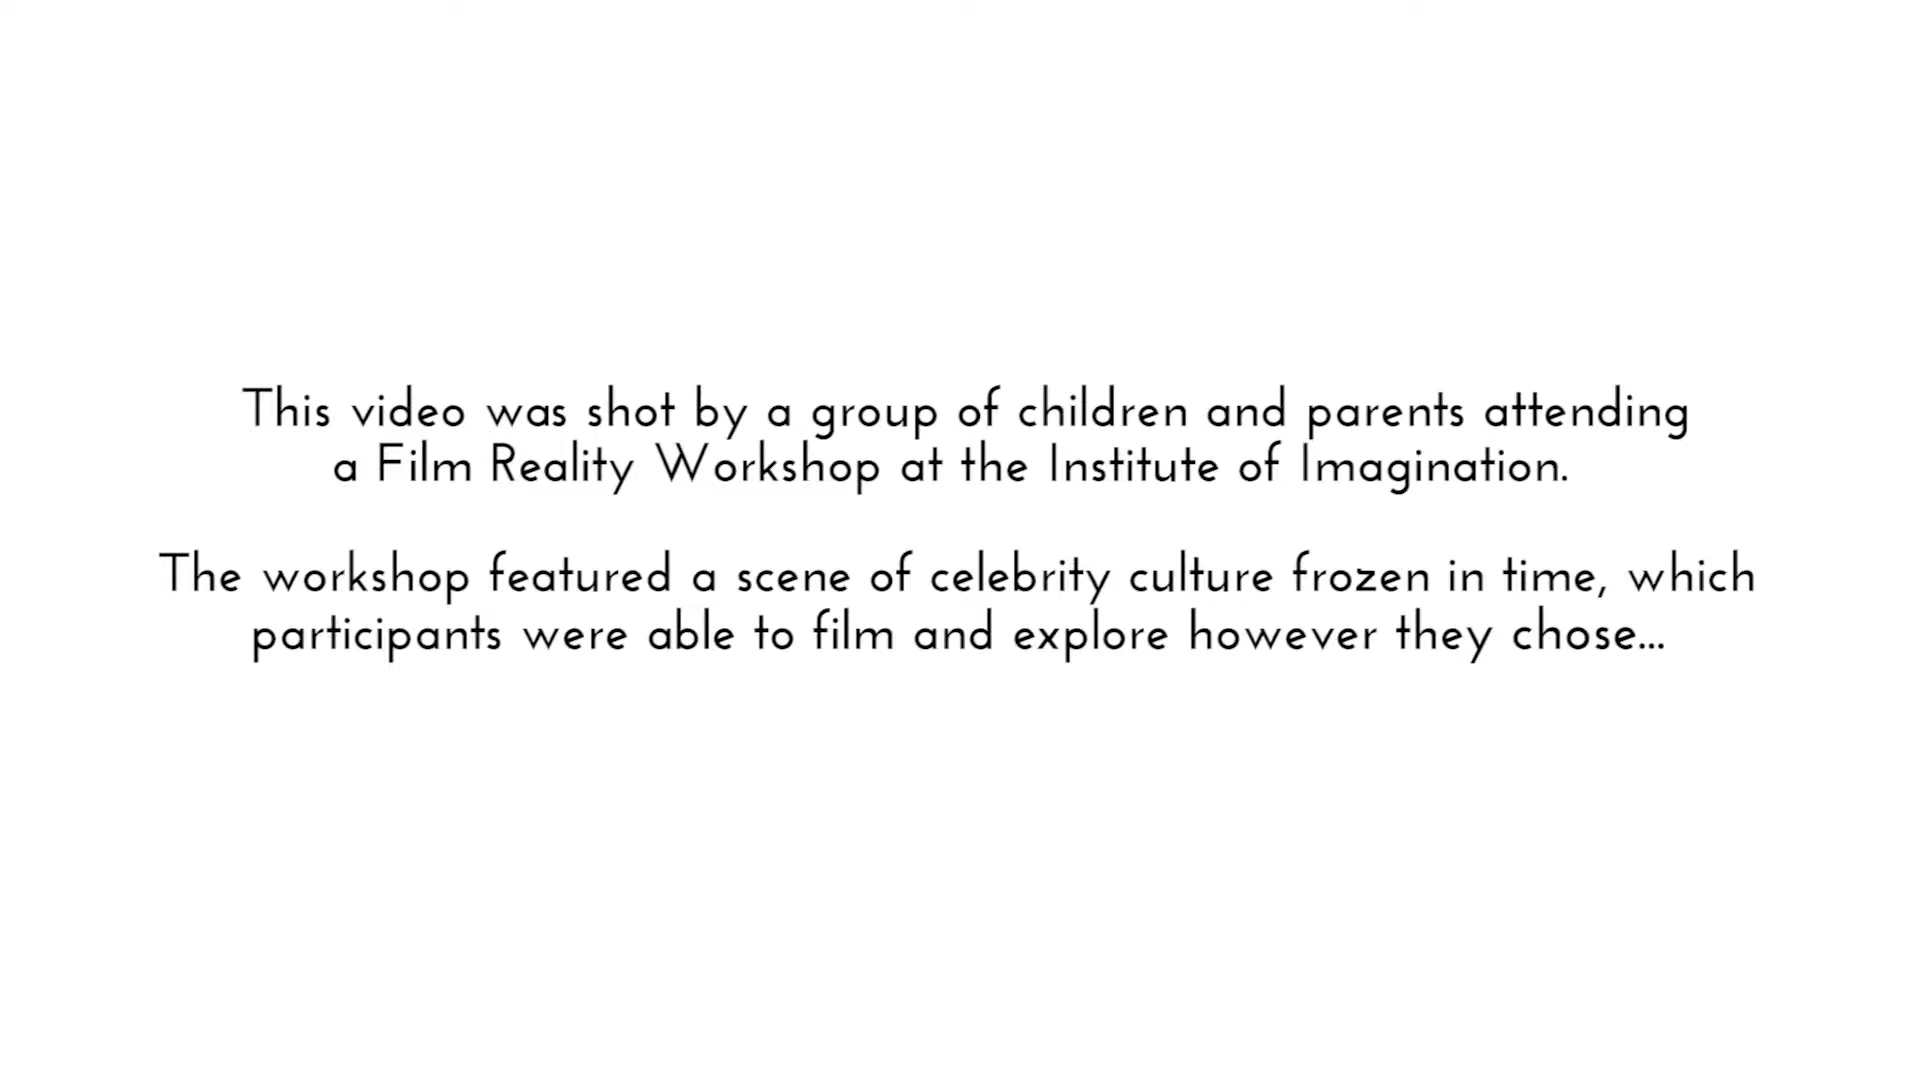 This video was shot by a group of children and parents attending
a Film Reality Workshop at the Institute of Imagination.
The workshop featured a scene of celebrity culture frozen in time, which
participants were able to film and explore however they chose...